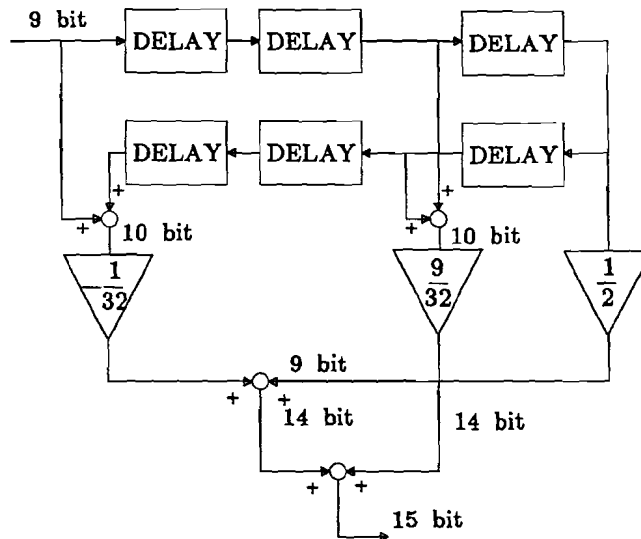 9 bit
DELAY DELAY DELAY
DELAY DELAY DELAY
+ +
+ 10 bit + 10 bit
-1/32 9/32 1/2
9 bit
+ +
14 bit 14 bit
+ +
15 bit